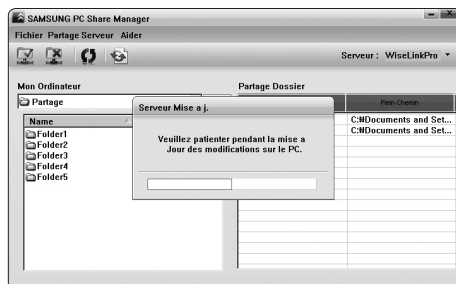 SAMSUNG PC Share Manager
Fichier Partage Serveur Aider
Serveur : WiseLinkPro
Mon Ordinateur
Partage Dossier
Partage
Plein Chemin
Name
Folder1
Folder2
Folder3
Folder4
Folder5
C:₩Documents and Set...
C:₩Documents and Set...
Serveur Mise a j.
Veuillez patienter pendant la mise a
Jour des modifications sur le PC.